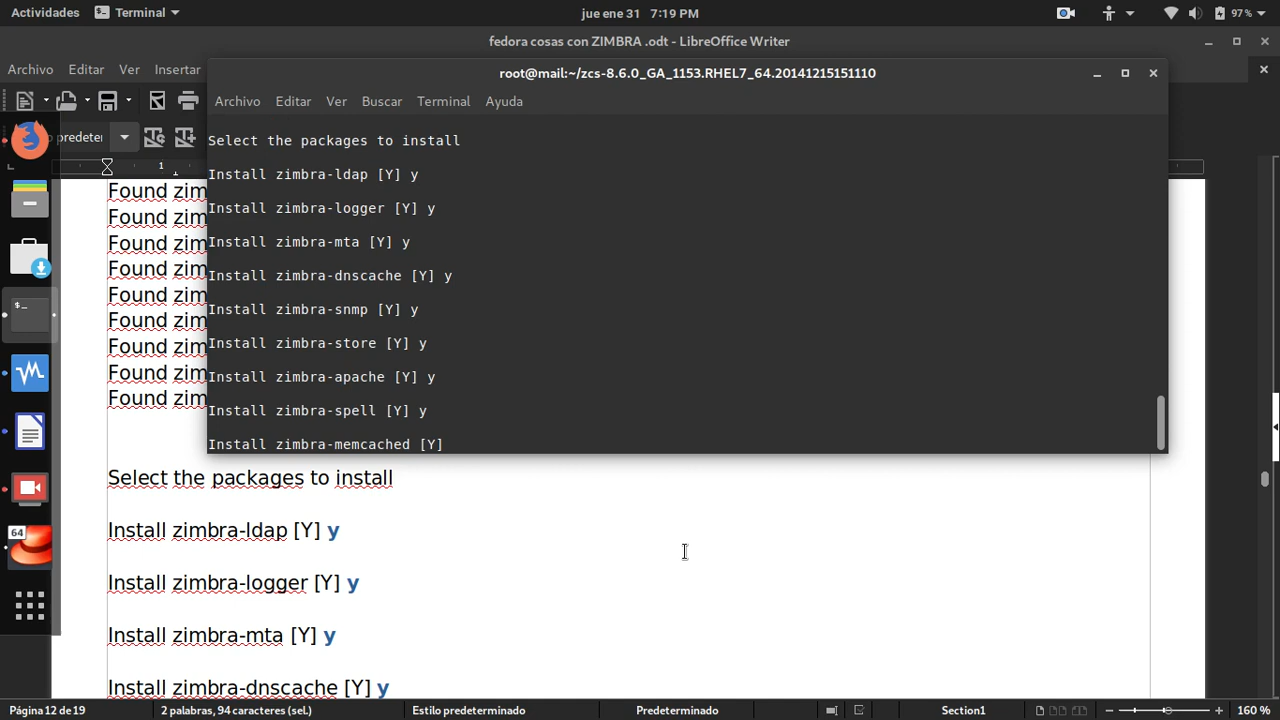 Actividades Terminal jue ene 31 7:19 PM 97%
fedora cosas con ZIMBRA .odt - LibreOffice Writer
Archivo Editar Ver Insertar
root@mail:~/zcs-8.6.0_GA_1153.RHEL7_64.20141215151110
Archivo Editar Ver Buscar Terminal Ayuda
predeter
1
Select the packages to install
Install zimbra-ldap [Y] y
Install zimbra-logger [Y] y
Install zimbra-mta [Y] y
Install zimbra-dnscache [Y] y
Install zimbra-snmp [Y] y
Install zimbra-store [Y] y
Install zimbra-apache [Y] y
Install zimbra-spell [Y] y
Install zimbra-memcached [Y]
Found zim
Found zim
Found zim
Found zim
Found zim
Found zim
Found zim
Found zim
Found zim
Select the packages to install
Install zimbra-ldap [Y] y
Install zimbra-logger [Y] y
Install zimbra-mta [Y] y
Install zimbra-dnscache [Y] y
64
Página 12 de 19 2 palabras, 94 caracteres (sel.) Estilo predeterminado Predeterminado Section1 160 %